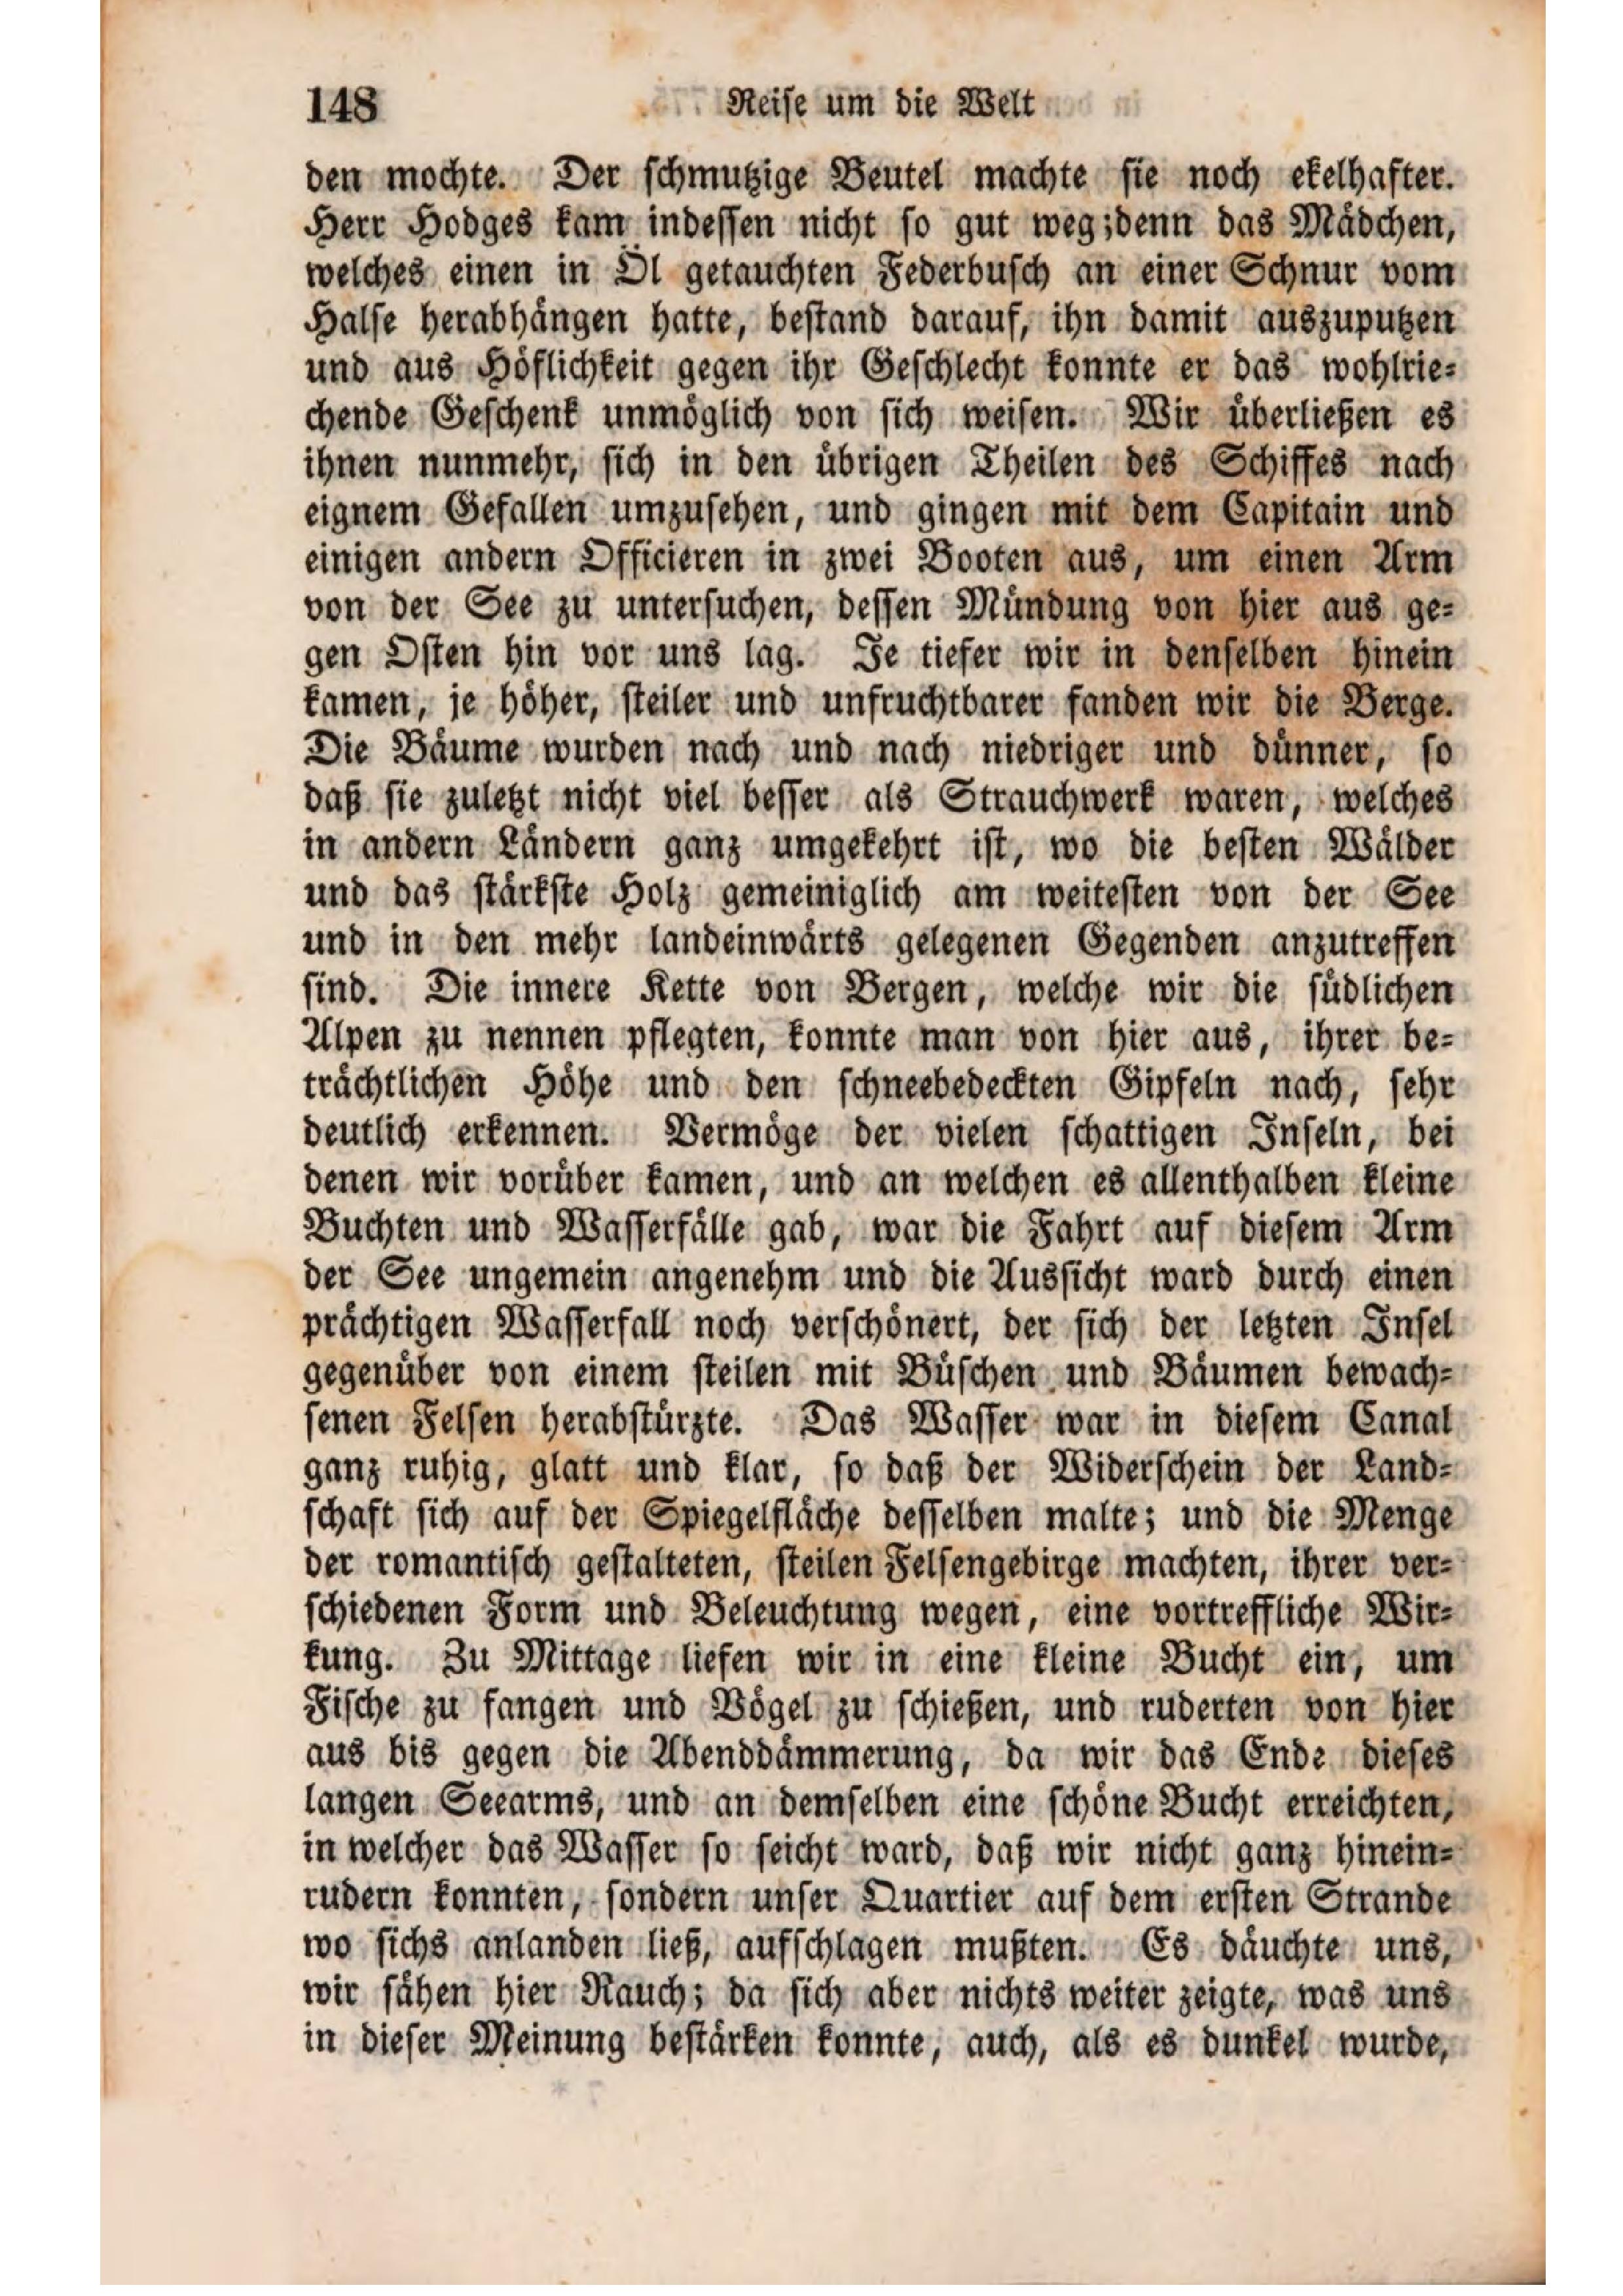 148 Reise um die Welt
den mochte. Der schmutzige Beutel machte sie noch ekelhafter.
Herr Hodges kam indessen nicht so gut weg;denn das Mädchen,
welches einen in Öl getauchten Federbusch an einer Schnur vom
Halse herabhängen hatte, bestand darauf, ihn damit auszuputzen
und aus Höflichkeit gegen ihr Geschlecht konnte er das wohlrie-
chende Geschenk unmöglich von sich weisen. Wir überließen es
ihnen nunmehr, sich in den übrigen Theilen des Schiffes nach
eignem Gefallen umzusehen, und gingen mit dem Capitain und
einigen andern Officieren in zwei Booten aus, um einen Arm
von der See zu untersuchen, dessen Mündung von hier aus ge-
gen Osten hin vor uns lag. Je tiefer wir in denselben hinein
kamen, je höher, steiler und unfruchtbarer fanden wir die Berge.
Die Bäume wurden nach und nach niedriger und dünner, so
daß sie zuletzt nicht viel besser als Strauchwerk waren, welches
in andern Ländern ganz umgekehrt ist, wo die besten Wälder
und das stärkste Holz gemeiniglich am weitesten von der See
und in den mehr landeinwärts gelegenen Gegenden anzutreffen
sind. Die innere Kette von Bergen, welche wir die südlichen
Alpen zu nennen pflegten, konnte man von hier aus, ihrer be-
trächtlichen Höhe und den schneebedeckten Gipfeln nach, sehr
deutlich erkennen. Vermöge der vielen schattigen Inseln, bei
denen wir vorüber kamen, und an welchen es allenthalben kleine
Buchten und Wasserfälle gab, war die Fahrt auf diesem Arm
der See ungemein angenehm und die Aussicht ward durch einen
prächtigen Wasserfall noch verschönert, der sich der letzten Insel
gegenüber von einem steilen mit Büschen und Bäumen bewach-
senen Felsen herabstürzte. Das Wasser war in diesem Canal
ganz ruhig, glatt und klar, so daß der Widerschein der Land-
schaft sich auf der Spiegelfläche desselben malte; und die Menge
der romantisch gestalteten, steilen Felsengebirge machten, ihrer ver-
schiedenen Form und Beleuchtung wegen, eine vortreffliche Wir-
kung. Zu Mittage liefen wir in eine kleine Bucht ein, um
Fische zu fangen und Vögel zu schießen, und ruderten von hier
aus bis gegen die Abenddämmerung, da wir das Ende dieses
langen Seearms, und an demselben eine schöne Bucht erreichten,
in welcher das Wasser so seicht ward, daß wir nicht ganz hinein-
rudern konnten, sondern unser Quartier auf dem ersten Strande
wo sichs anlanden ließ, aufschlagen mußten. Es däuchte uns,
wir sähen hier Rauch; da sich aber nichts weiter zeigte, was uns
in dieser Meinung bestärken konnte, auch, als es dunkel wurde,